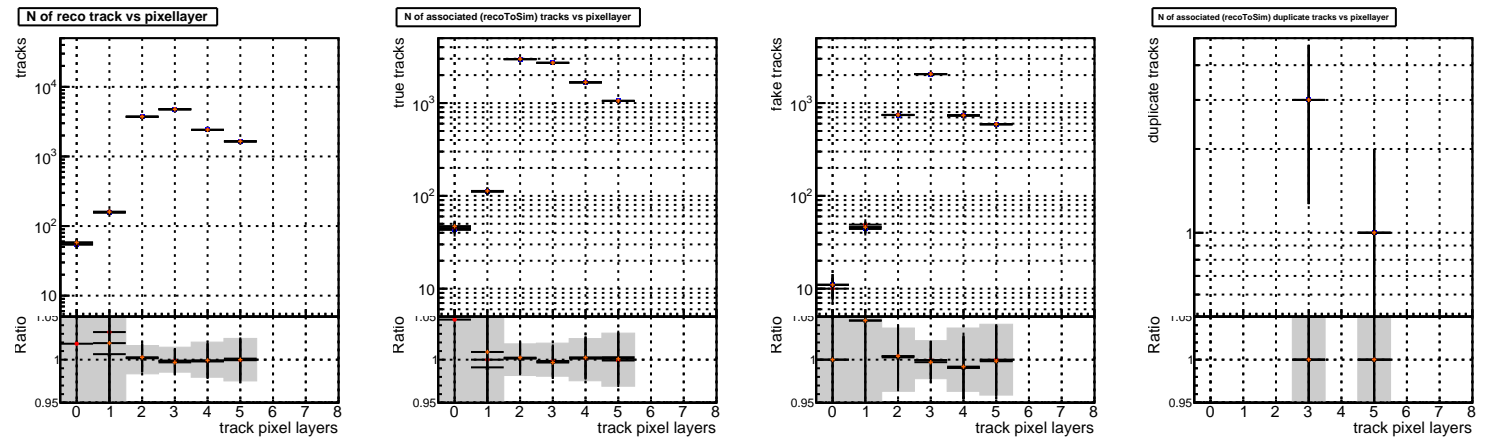 N of reco track vs pixellayer
tracks
10^4
10^3
10^2
10
Ratio
1.05
1
0.95
0 1 2 3 4 5 6 7 8
track pixel layers
N of associated (recoToSim) tracks vs pixellayer
true tracks
10^3
10^2
10
Ratio
1.05
1
0.95
0 1 2 3 4 5 6 7 8
track pixel layers
fake tracks
10^3
10^2
10
Ratio
1.05
1
0.95
0 1 2 3 4 5 6 7 8
track pixel layers
N of associated (recoToSim) duplicate tracks vs pixellayer
duplicate tracks
1
Ratio
1.05
1
0.95
0 1 2 3 4 5 6 7 8
track pixel layers